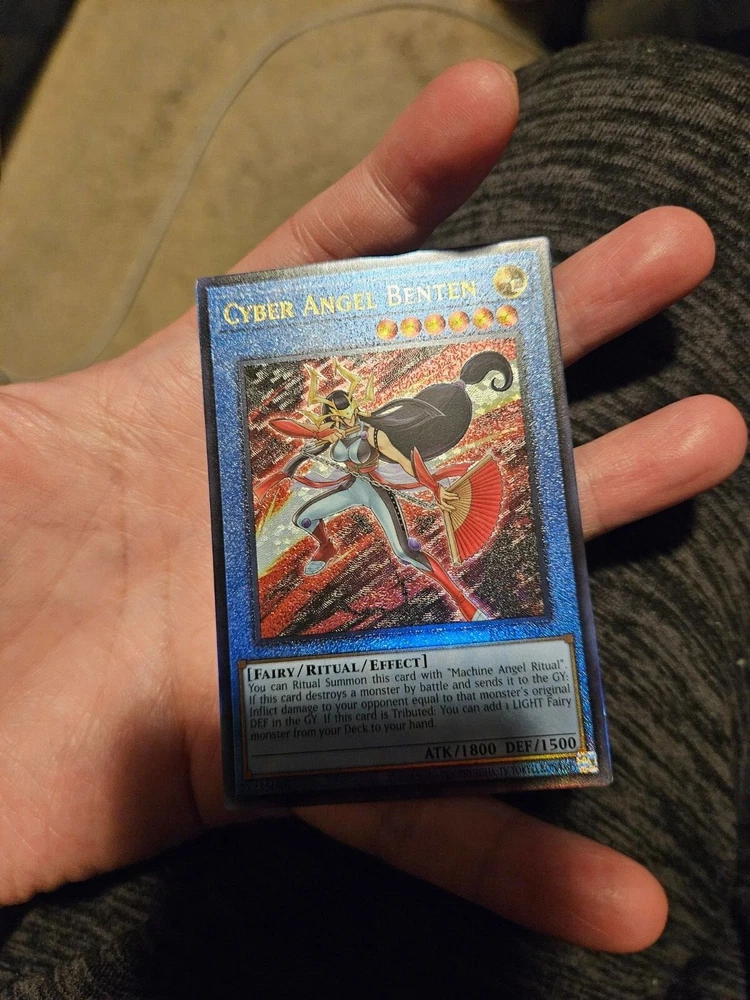 CYBER ANGEL BENTEN
[FAIRY/RITUAL/EFFECT]
You can Ritual Summon this card with "Machine Angel Ritual".
If this card destroys a monster by battle and sends it to the GY:
Inflict damage to your opponent equal to that monster's original
DEF in the GY. If this card is Tributed: You can add 1 LIGHT Fairy
monster from your Deck to your hand.
ATK/1800 DEF/1500